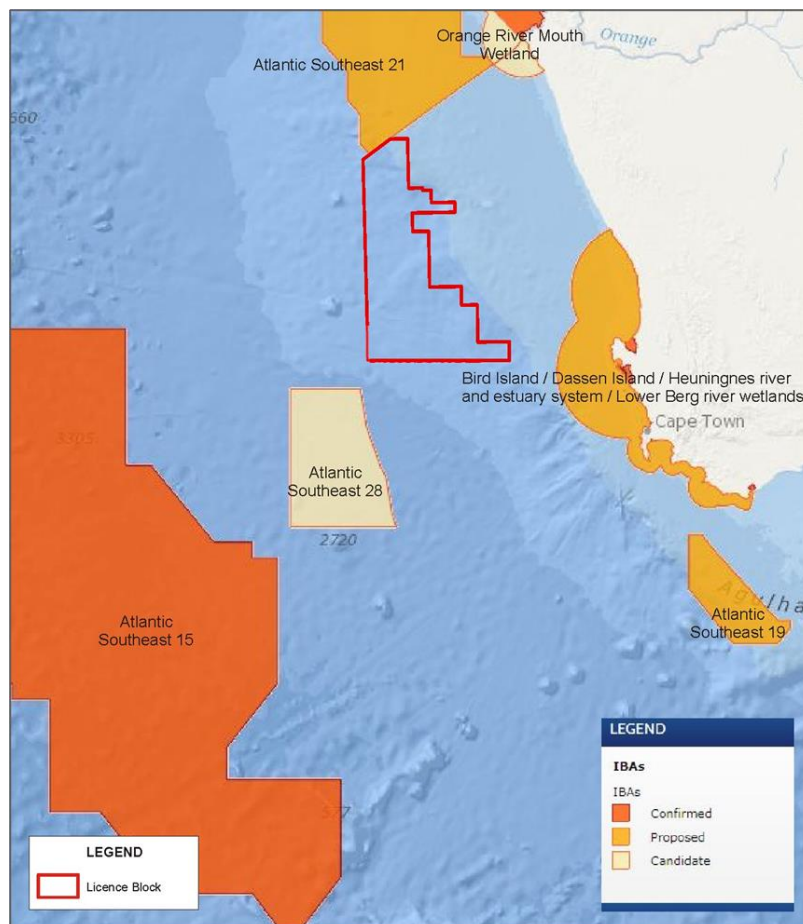 Orange River Mouth
Wetland
Orange
Atlantic Southeast 21
Bird Island / Dassen Island / Heuningnes river
and estuary system / Lower Berg river wetlands
Cape Town
3305
Atlantic
Southeast 28
2720
Agulha
Atlantic
Southeast 19
Atlantic
Southeast 15
577
LEGEND
IBAs
IBAs
Confirmed
Proposed
Candidate
LEGEND
Licence Block